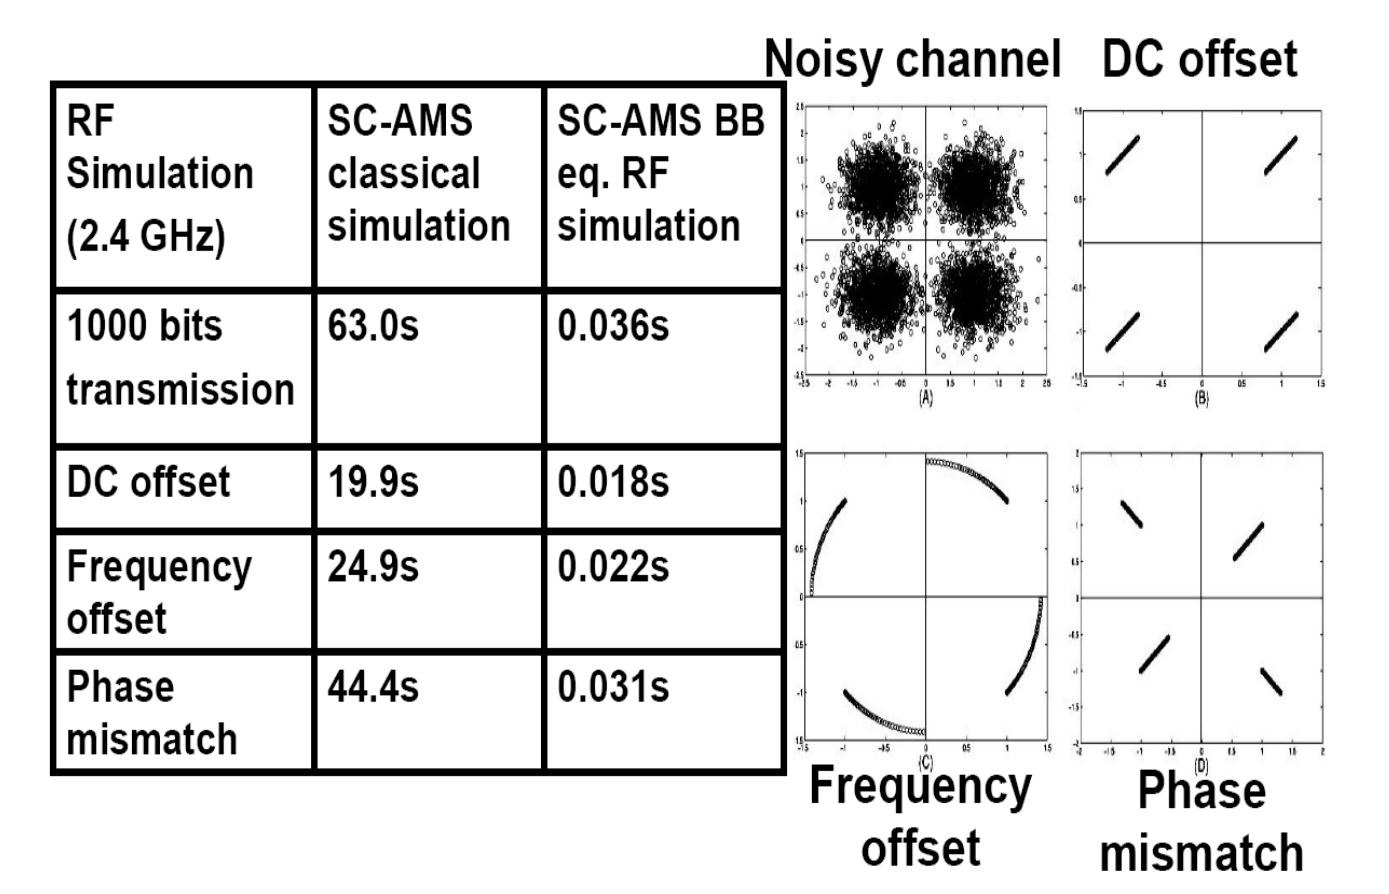 Noisy channel
DC offset
RF
Simulation
(2.4 GHz)
SC-AMS
classical
simulation
SC-AMS BB
eq. RF
simulation
1000 bits
transmission
63.0s
0.036s
DC offset
19.9s
0.018s
Frequency
offset
24.9s
0.022s
Phase
mismatch
44.4s
0.031s
(A)
(B)
(C)
(D)
Frequency
offset
Phase
mismatch